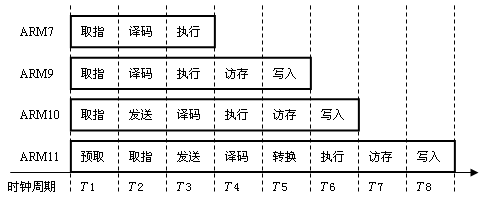 ARM7 取指 译码 执行
ARM9 取指 译码 执行 访存 写入
ARM10 取指 发送 译码 执行 访存 写入
ARM11 预取 取指 发送 译码 转换 执行 访存 写入
时钟周期 T1 T2 T3 T4 T5 T6 T7 T8